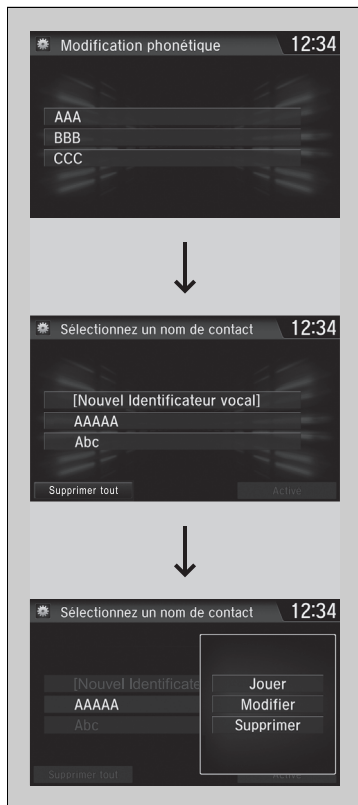 Modification phonétique 12:34
AAA
BBB
CCC
Sélectionnez un nom de contact 12:34
[Nouvel Identificateur vocal]
AAAAA
Abc
Supprimer tout Active
Sélectionnez un nom de contact 12:34
[Nouvel Identificate Jouer
AAAAA Modifier
Abc Supprimer
Supprimer tout Active